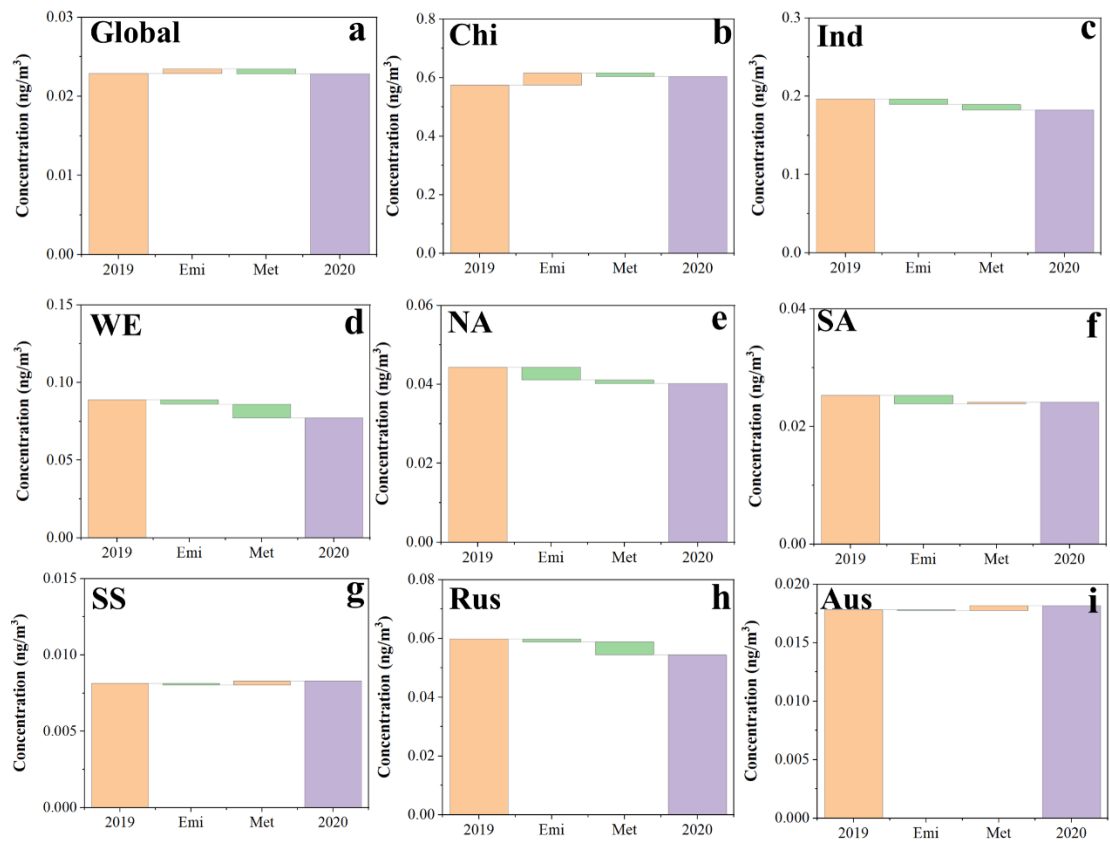 Global a
Concentration (ng/m³)
0.03
0.02
0.01
0.00
2019 Emi Met 2020
Chi b
Concentration (ng/m³)
0.8
0.6
0.4
0.2
0.0
2019 Emi Met 2020
Ind c
Concentration (ng/m³)
0.3
0.2
0.1
0.0
2019 Emi Met 2020
WE d
Concentration (ng/m³)
0.15
0.10
0.05
0.00
2019 Emi Met 2020
NA e
Concentration (ng/m³)
0.06
0.04
0.02
0.00
2019 Emi Met 2020
SA f
Concentration (ng/m³)
0.04
0.02
0.00
2019 Emi Met 2020
SS g
Concentration (ng/m³)
0.015
0.010
0.005
0.000
2019 Emi Met 2020
Rus h
Concentration (ng/m³)
0.08
0.06
0.04
0.02
0.00
2019 Emi Met 2020
Aus i
Concentration (ng/m³)
0.020
0.015
0.010
0.005
0.000
2019 Emi Met 2020